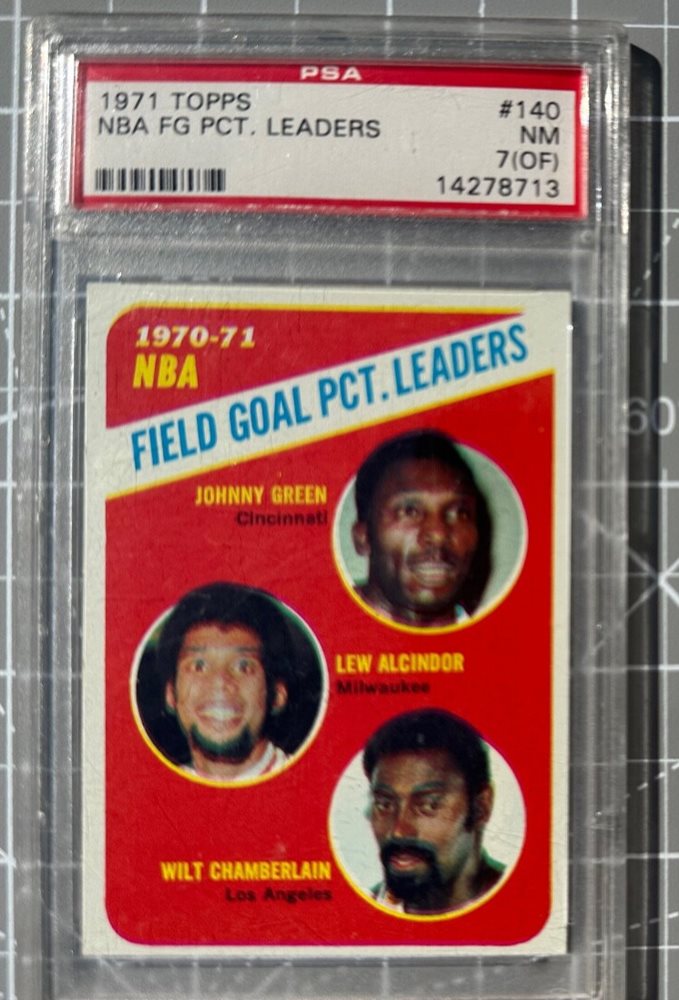 PSA
1971 TOPPS #140
NBA FG PCT. LEADERS NM
7(OF)
14278713
1970-71
NBA
FIELD GOAL PCT. LEADERS
JOHNNY GREEN
Cincinnati
LEW ALCINDOR
Milwaukee
WILT CHAMBERLAIN
Los Angeles
60